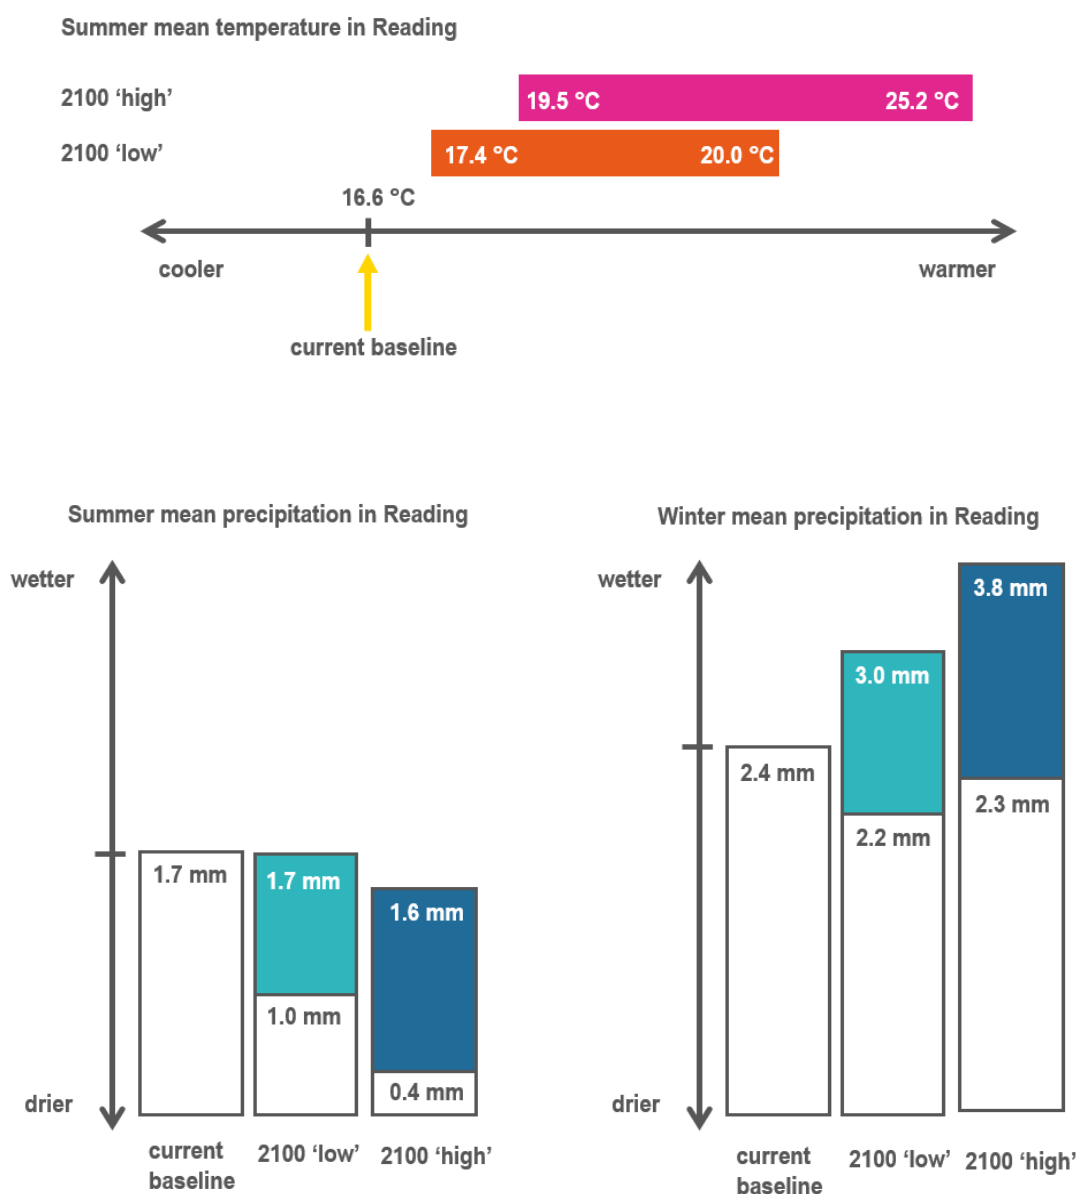 Summer mean temperature in Reading
2100 ‘high’
19.5 °C
25.2 °C
2100 ‘low’
17.4 °C
20.0 °C
16.6 °C
cooler
warmer
current baseline
Summer mean precipitation in Reading
wetter
1.7 mm
1.7 mm
1.6 mm
1.0 mm
0.4 mm
drier
current
baseline
2100 ‘low’
2100 ‘high’
Winter mean precipitation in Reading
wetter
3.8 mm
3.0 mm
2.4 mm
2.3 mm
2.2 mm
drier
current
baseline
2100 ‘low’
2100 ‘high’